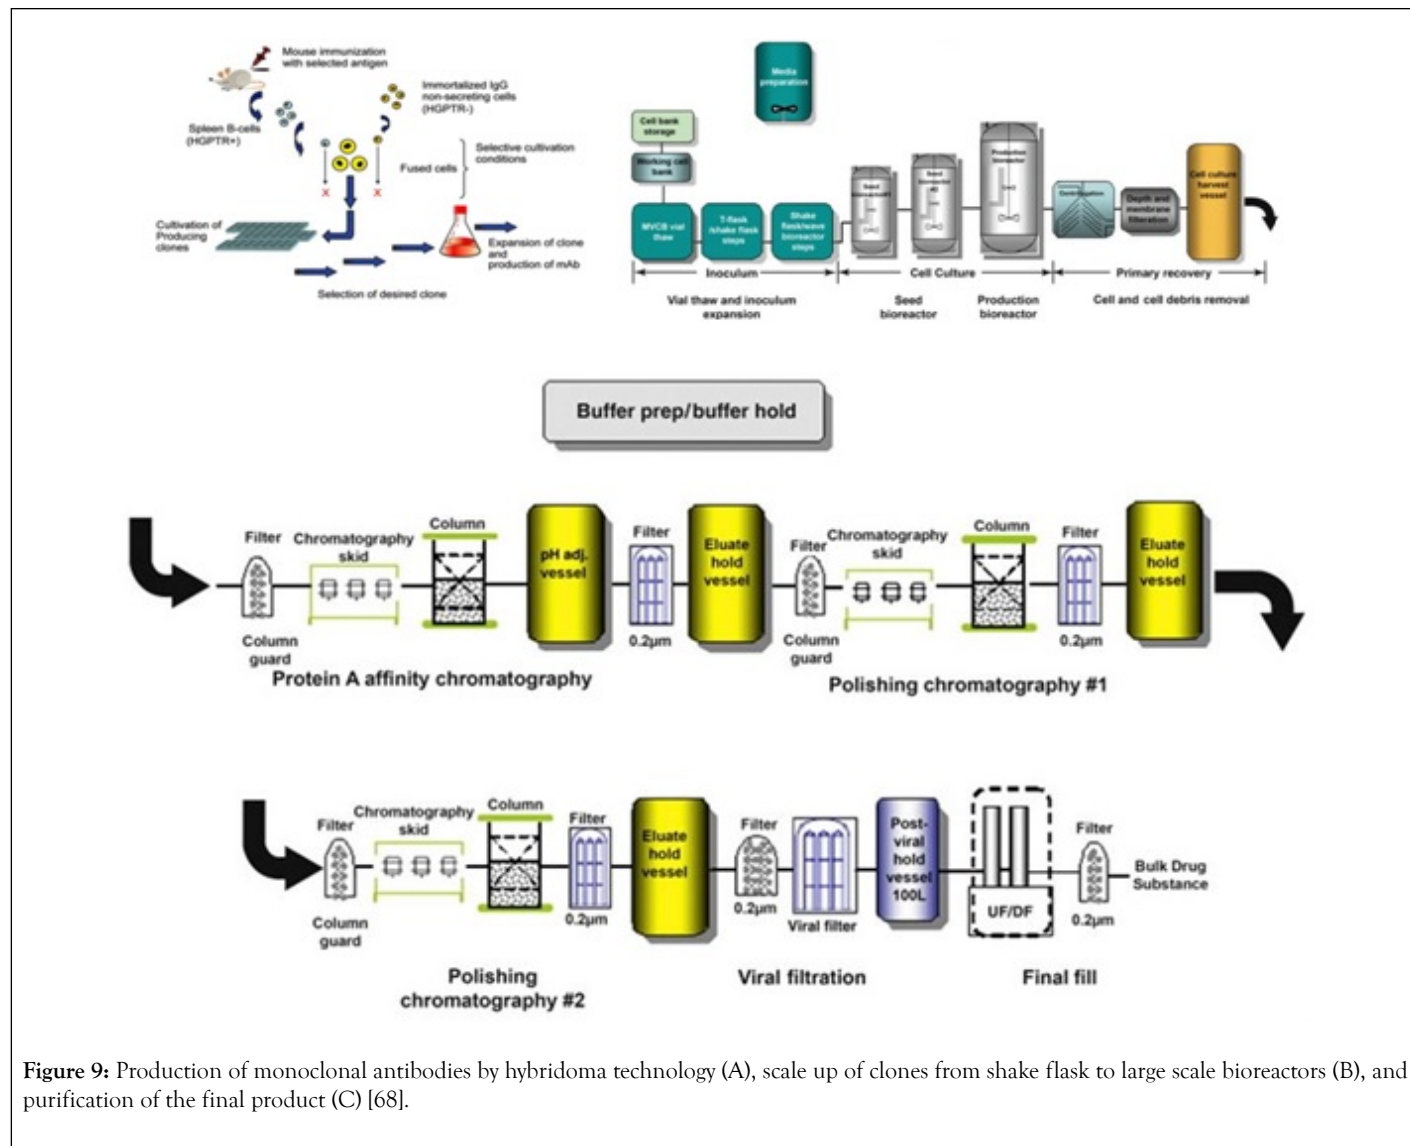 Mouse immunization
with selected antigen
Immortalized IgG
non-secreting cells
(HGPTR-)
Spleen B-cells
(HGPTR+)
Selective cultivation
conditions
Fused cells
X
X
Cultivation of
Producing
clones
Expansion of clone
and
production of mAb
Selection of desired clone
Media
preparation
Cell bank
storage
Working cell
bank
MVCB vial
thaw
T-flask
/shake flask
steps
Shake
flask/wave
bioreactor
steps
Seed
bioreactor#1
Seed
bioreactor
#2
Production
bioreactor
Centrifugation
Depth and
membrane
filteration
Cell culture
harvest
vessel
Inoculum
Cell Culture
Primary recovery
Vial thaw and inoculum
expansion
Seed
bioreactor
Production
bioreactor
Cell and cell debris removal
Buffer prep/buffer hold
Filter
Chromatography
skid
Column
pH adj.
vessel
Filter
Eluate
hold
vessel
Filter
Chromatography
skid
Column
Filter
Eluate
hold
vessel
Column
guard
0.2µm
Column
guard
0.2µm
Protein A affinity chromatography
Polishing chromatography #1
Filter
Chromatography
skid
Column
Filter
Eluate
hold
vessel
Filter
Post-
viral
hold
vessel
100L
UF/DF
Filter
Bulk Drug
Substance
Column
guard
0.2µm
0.2µm
Viral filter
0.2µm
Polishing
chromatography #2
Viral filtration
Final fill
Figure 9: Production of monoclonal antibodies by hybridoma technology (A), scale up of clones from shake flask to large scale bioreactors (B), and
purification of the final product (C) [68].